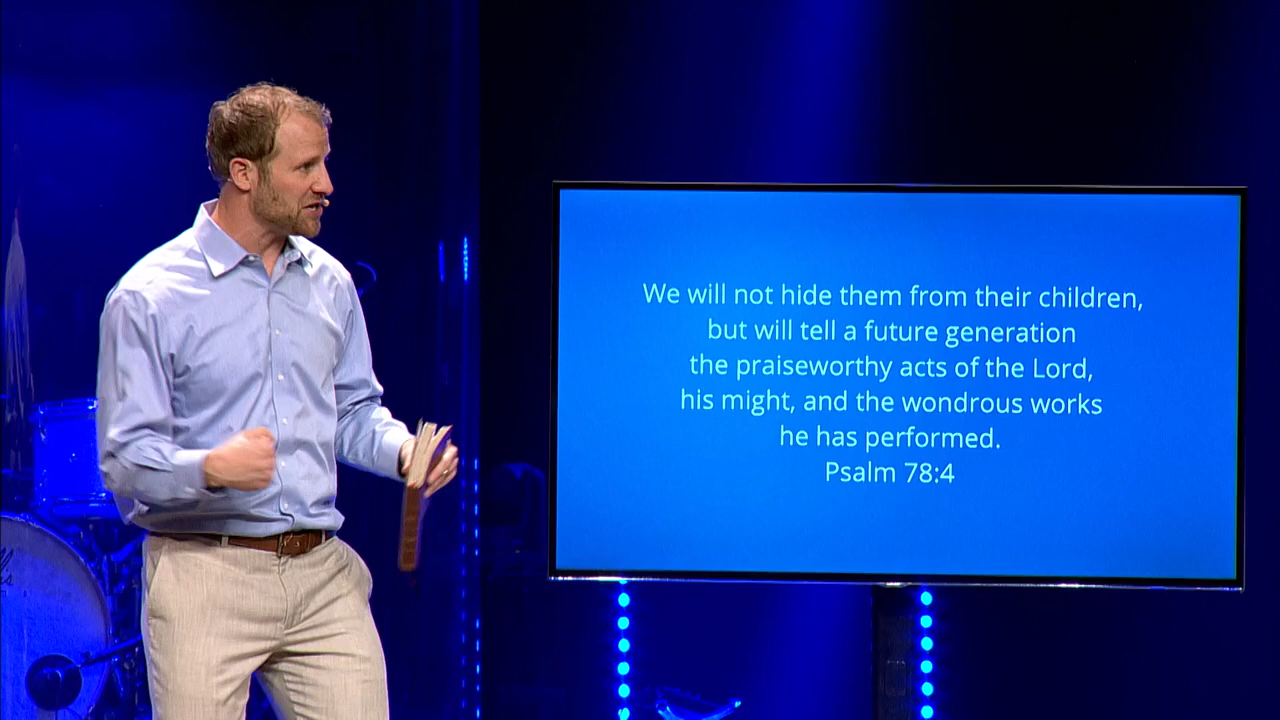 We will not hide them from their children,
but will tell a future generation
the praiseworthy acts of the Lord,
his might, and the wondrous works
he has performed.
Psalm 78:4